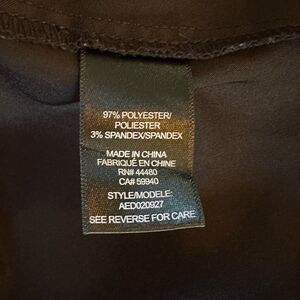 97% POLYESTER/
POLIESTER
3% SPANDEX/SPANDEX
MADE IN CHINA
FABRIQUÉ EN CHINE
RN# 44480
CA# 59940
STYLE/MODELE:
AED020927
SEE REVERSE FOR CARE